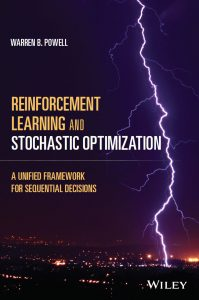 WARREN B. POWELL
REINFORCEMENT
LEARNING AND
STOCHASTIC OPTIMIZATION
A UNIFIED FRAMEWORK
FOR SEQUENTIAL DECISIONS
WILEY